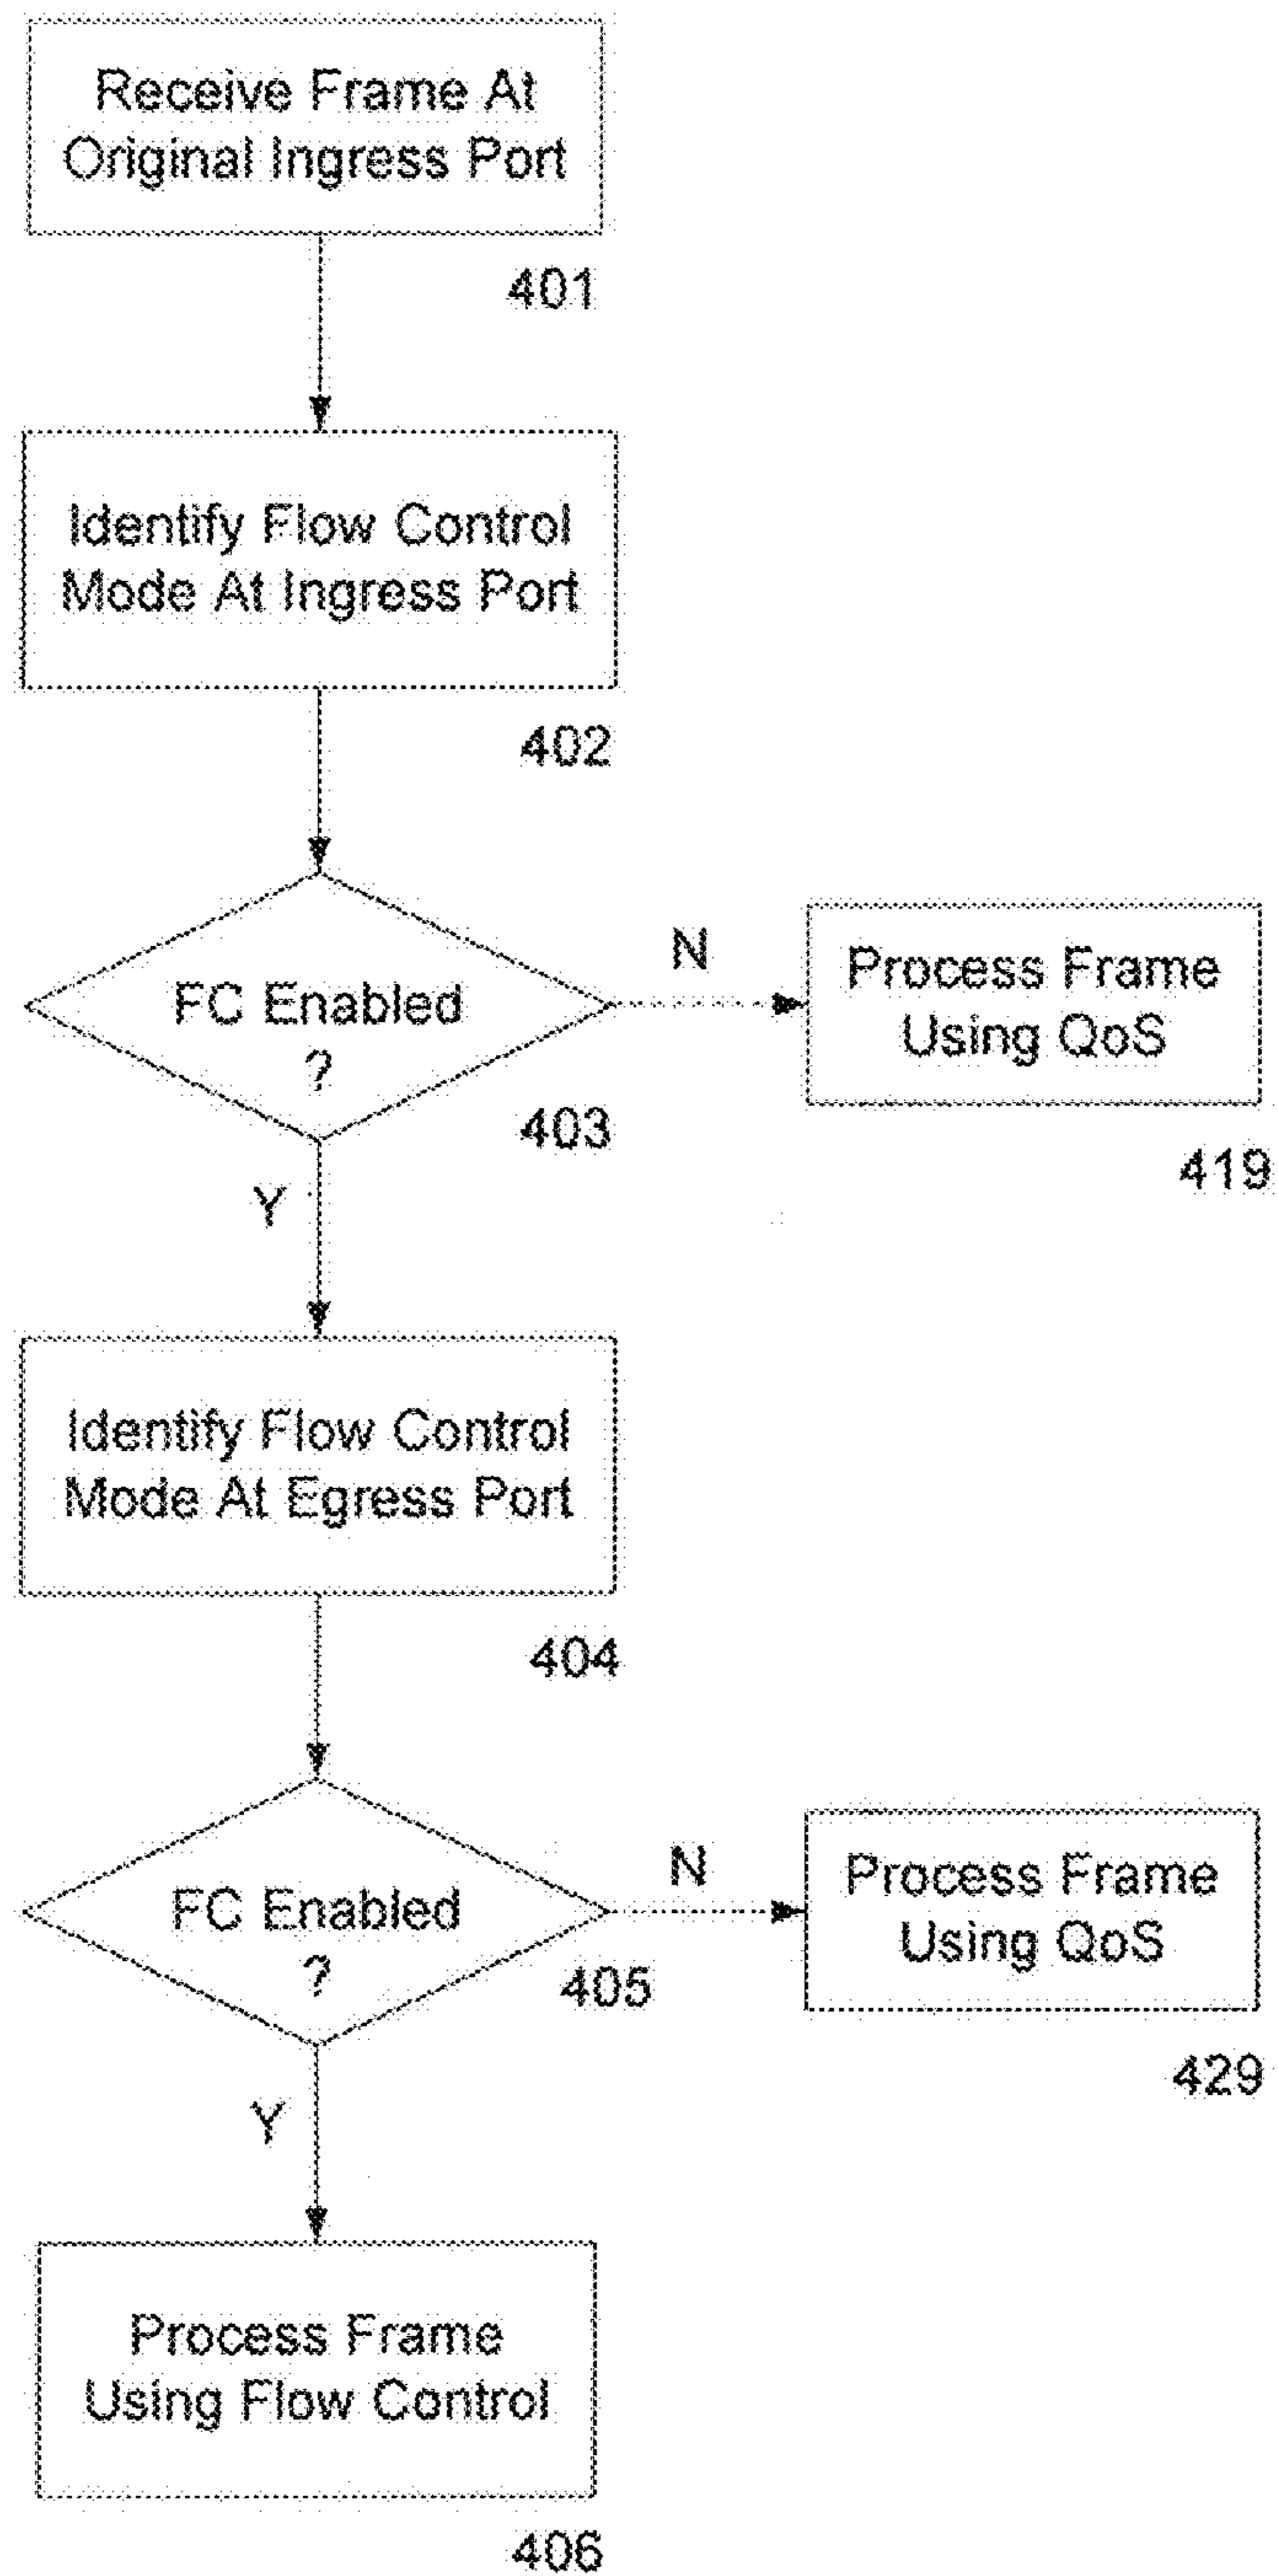 Receive Frame At
Original Ingress Port
401
Identify Flow Control
Mode At Ingress Port
402
FC Enabled
?
403
N
Process Frame
Using QoS
419
Y
Identify Flow Control
Mode At Egress Port
404
FC Enabled
?
405
N
Process Frame
Using QoS
429
Y
Process Frame
Using Flow Control
406